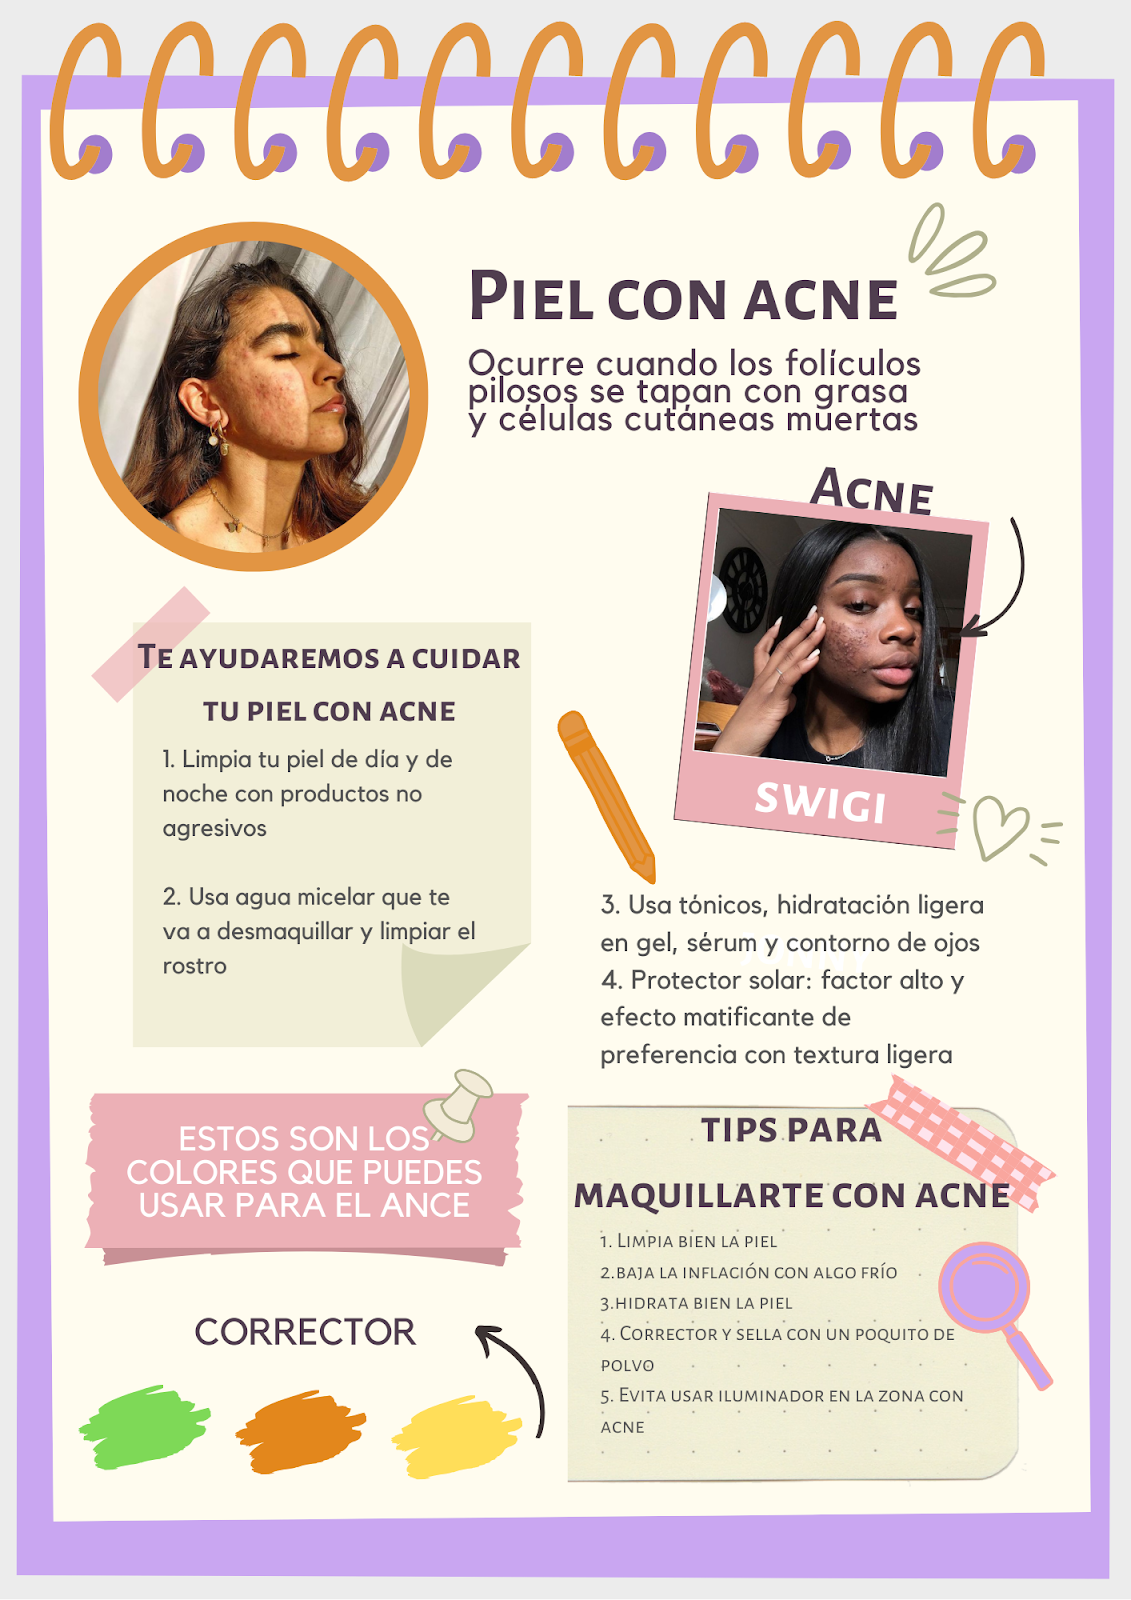 Piel con acne
Ocurre cuando los folículos
pilosos se tapan con grasa
y células cutáneas muertas
Acne
SWIGI
Te ayudaremos a cuidar
tu piel con acne
1. Limpia tu piel de día y de
noche con productos no
agresivos
2. Usa agua micelar que te
va a desmaquillar y limpiar el
rostro
3. Usa tónicos, hidratación ligera
en gel, sérum y contorno de ojos
JONNY
4. Protector solar: factor alto y
efecto matificante de
preferencia con textura ligera
ESTOS SON LOS
COLORES QUE PUEDES
USAR PARA EL ANCE
CORRECTOR
TIPS PARA
MAQUILLARTE CON ACNE
1. Limpia bien la piel
2.baja la inflación con algo frío
3.hidrata bien la piel
4. Corrector y sella con un poquito de
polvo
5. Evita usar iluminador en la zona con
acne